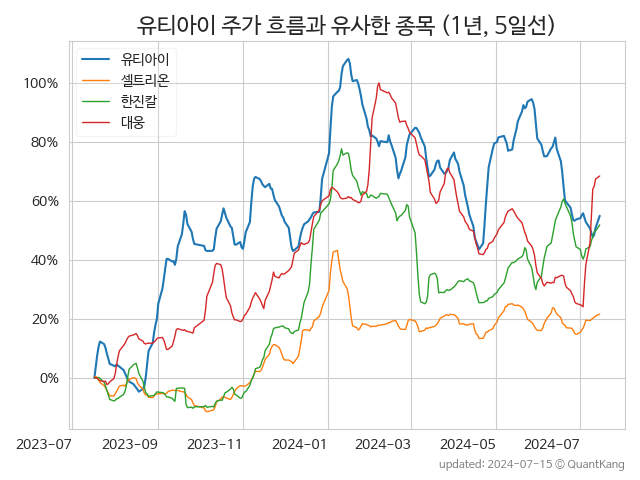 유티아이 주가 흐름과 유사한 종목 (1년, 5일선)
유티아이
셀트리온
한진칼
대웅
100%
80%
60%
40%
20%
0%
2023-07 2023-09 2023-11 2024-01 2024-03 2024-05 2024-07
updated: 2024-07-15 © QuantKang